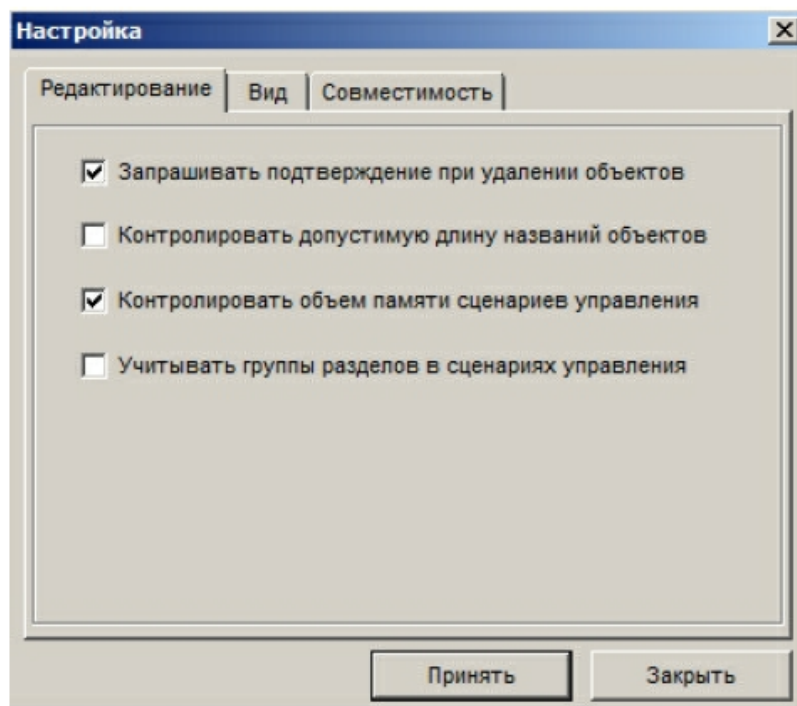 Настройка
Редактирование Вид Совместимость
Запрашивать подтверждение при удалении объектов
Контролировать допустимую длину названий объектов
Контролировать объем памяти сценариев управления
Учитывать группы разделов в сценариях управления
Принять Закрыть